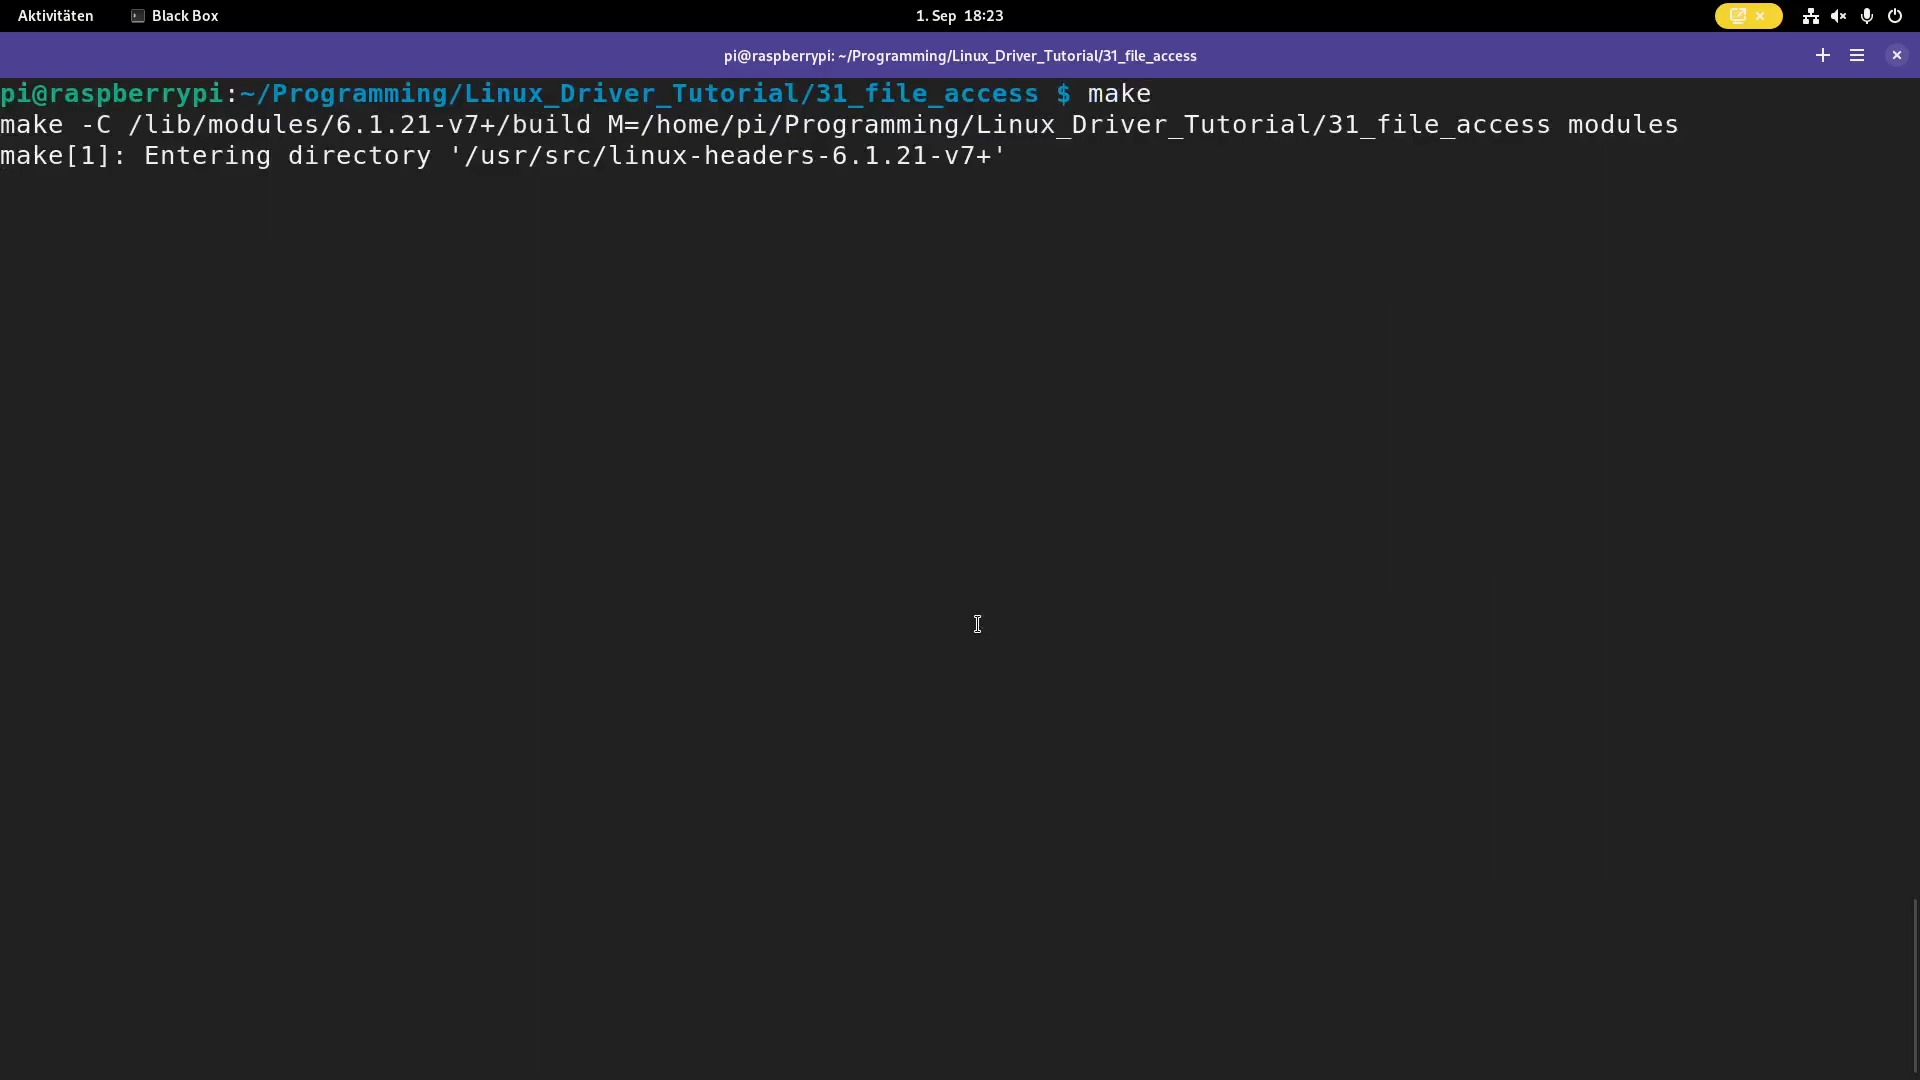 Aktivitäten Black Box 1. Sep 18:23
pi@raspberrypi: ~/Programming/Linux_Driver_Tutorial/31_file_access
pi@raspberrypi:~/Programming/Linux_Driver_Tutorial/31_file_access $ make
make -C /lib/modules/6.1.21-v7+/build M=/home/pi/Programming/Linux_Driver_Tutorial/31_file_access modules
make[1]: Entering directory '/usr/src/linux-headers-6.1.21-v7+'